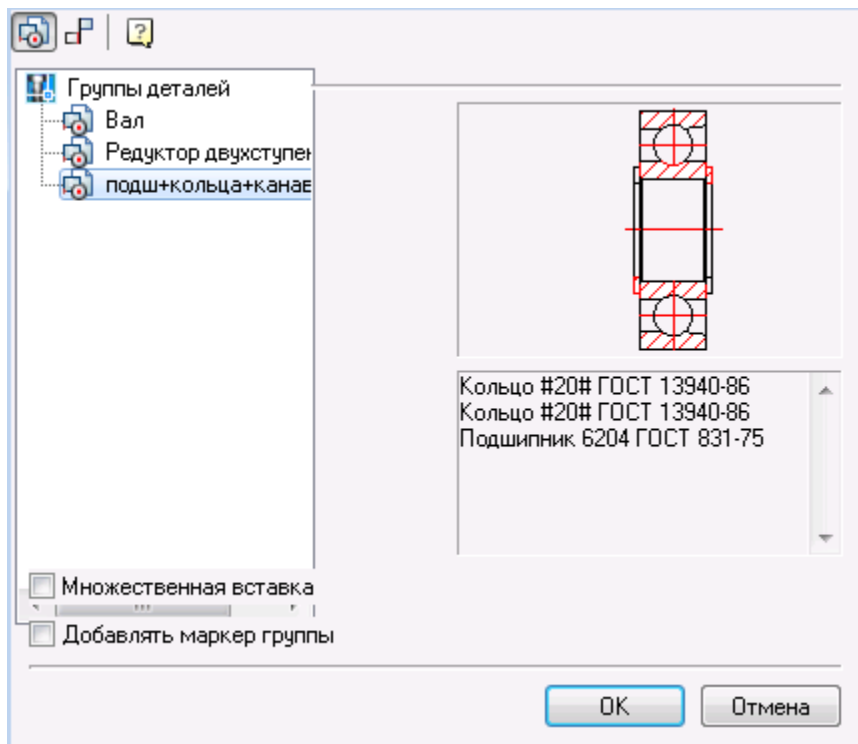 Группы деталей
Вал
Редуктор двухступен
подш+кольца+канав
Кольцо #20# ГОСТ 13940-86
Кольцо #20# ГОСТ 13940-86
Подшипник 6204 ГОСТ 831-75
Множественная вставка
Добавлять маркер группы
OK
Отмена